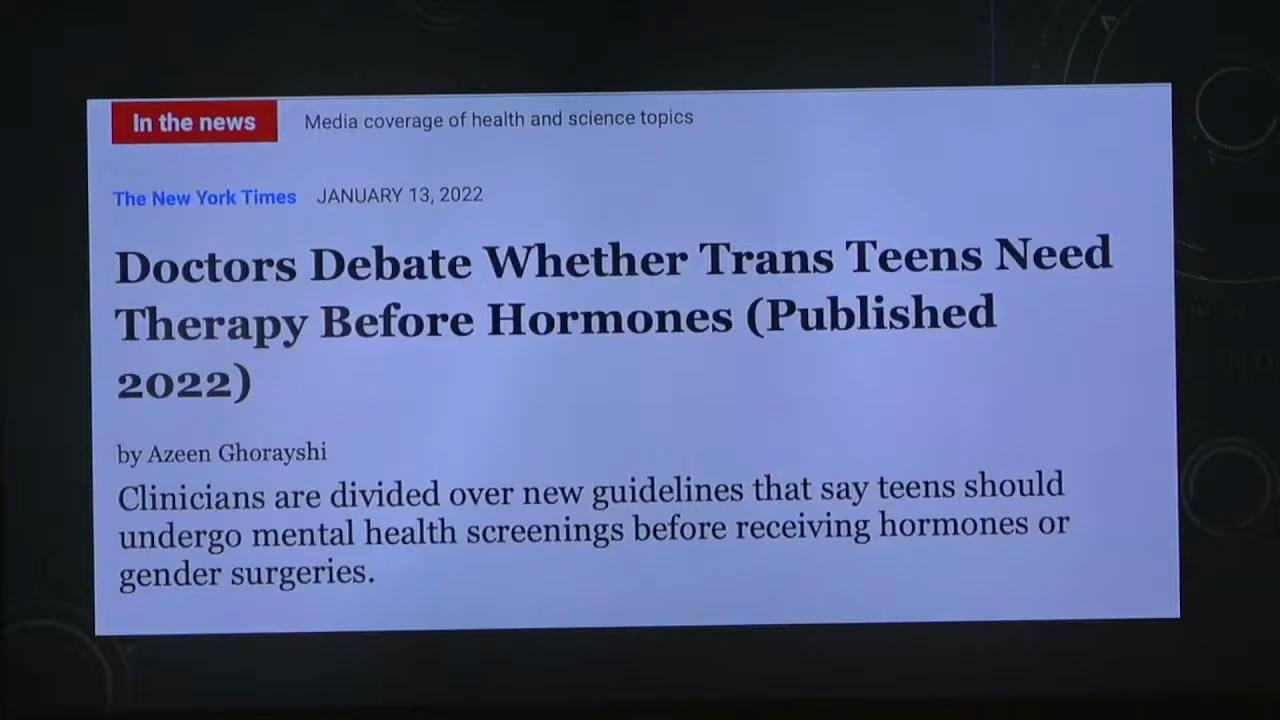 In the news Media coverage of health and science topics
The New York Times JANUARY 13, 2022
Doctors Debate Whether Trans Teens Need
Therapy Before Hormones (Published
2022)
by Azeen Ghorayshi
Clinicians are divided over new guidelines that say teens should
undergo mental health screenings before receiving hormones or
gender surgeries.